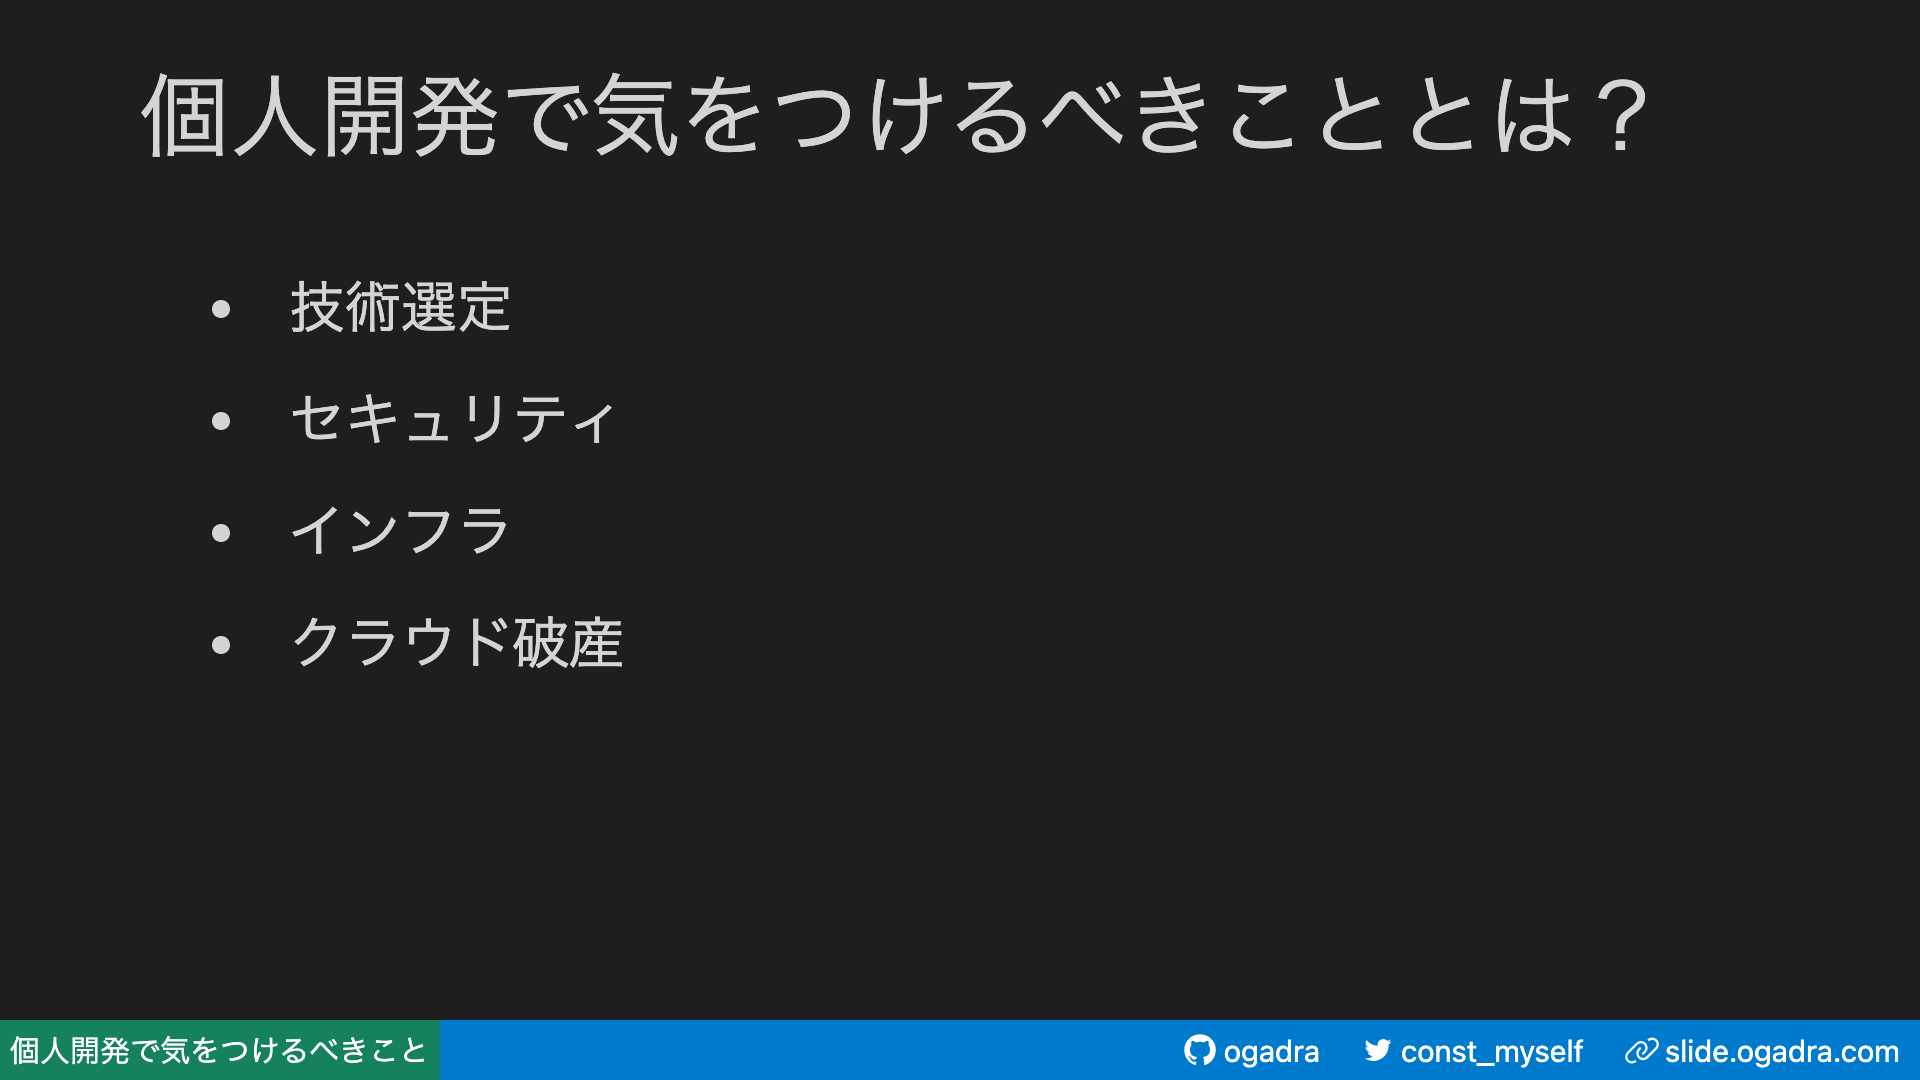 個人開発で気をつけるべきこととは？
• 技術選定
• セキュリティ
• インフラ
• クラウド破産
個人開発で気をつけるべきこと ogadra const_myself slide.ogadra.com